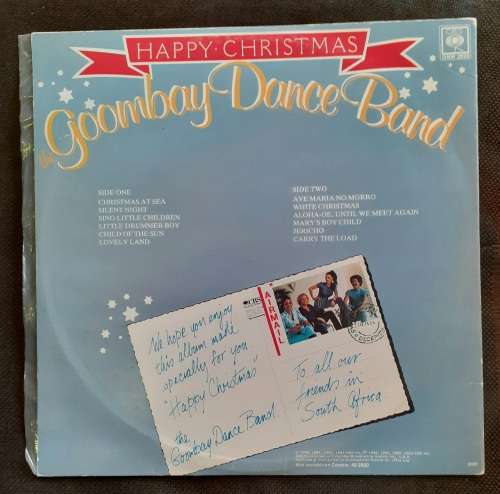 HAPPY·CHRISTMAS
the Goombay Dance Band
SIDE ONE
CHRISTMAS AT SEA
SILENT NIGHT
SING LITTLE CHILDREN
LITTLE DRUMMER BOY
CHILD OF THE SUN
LOVELY LAND
SIDE TWO
AVE MARIA NO MORRO
WHITE CHRISTMAS
ALOHA-OE, UNTIL WE MEET AGAIN
MARY'S BOY CHILD
JERICHO
CARRY THE LOAD
CBS
AIRMAIL
We hope you enjoy
this album made
specially for you
"Happy Christmas"
the
Goombay Dance Band
To all our
friends in
South Africa